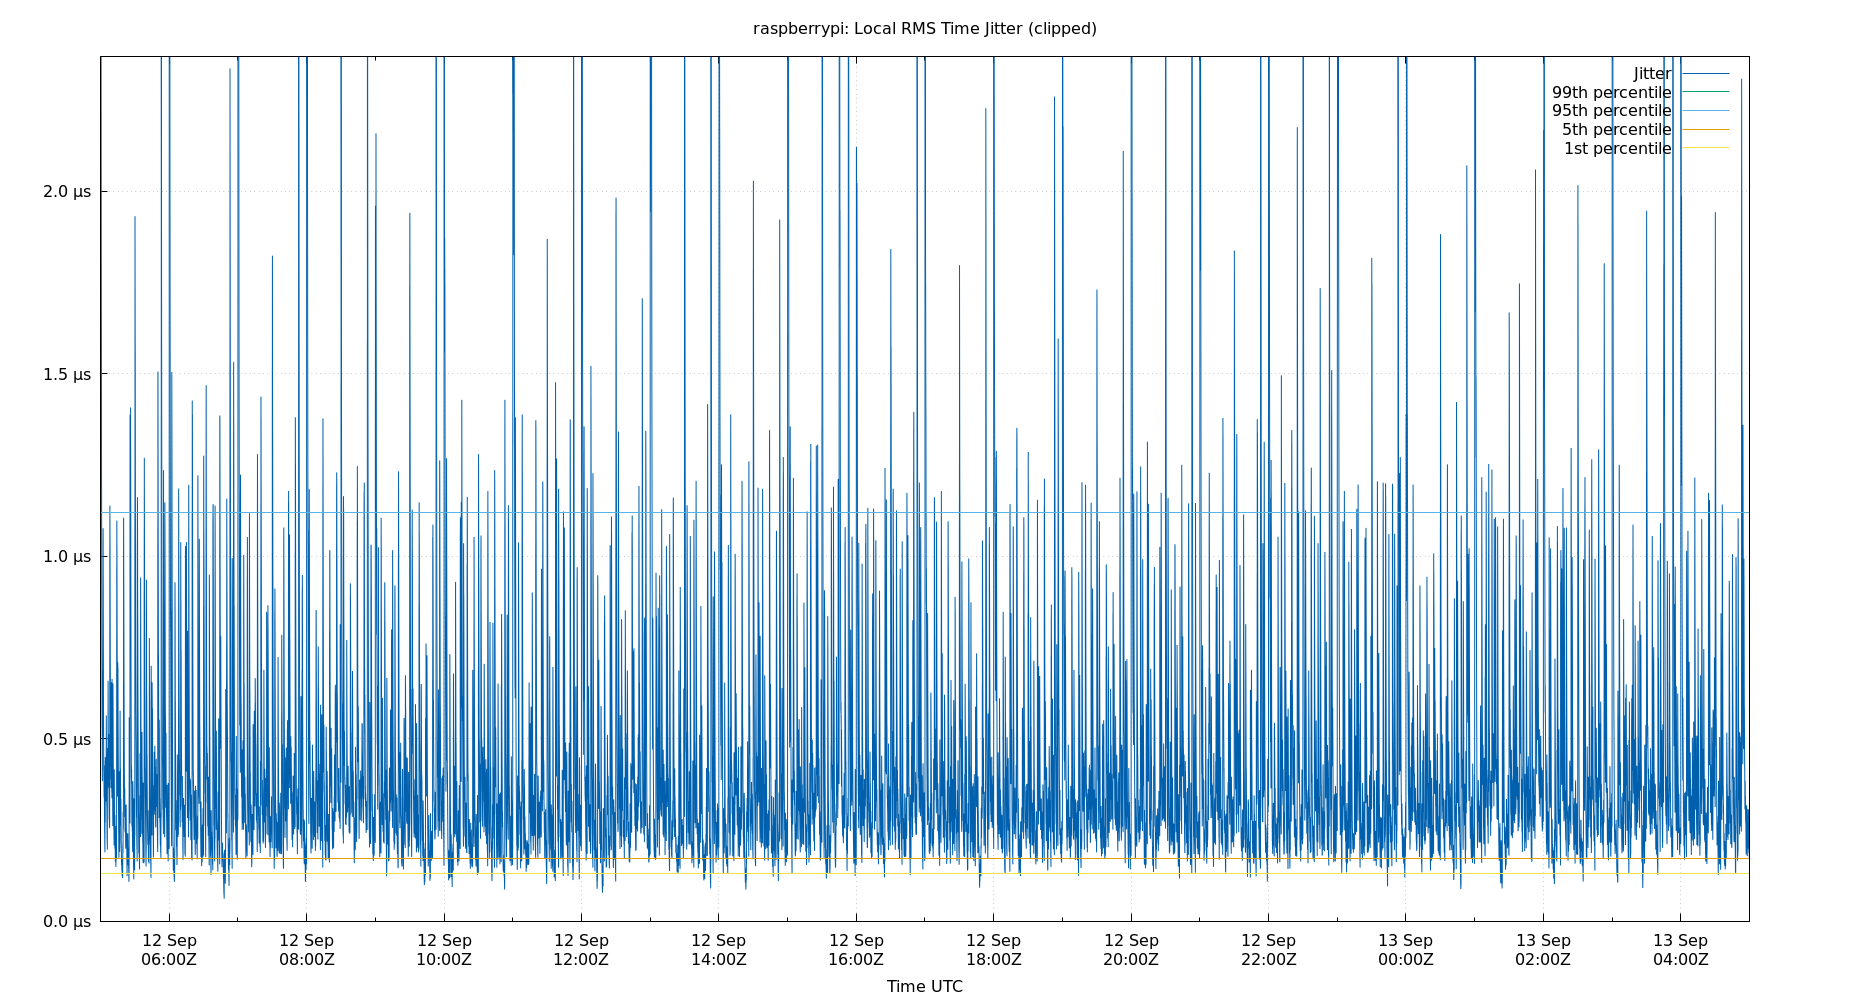 raspberrypi: Local RMS Time Jitter (clipped)
Jitter
99th percentile
95th percentile
5th percentile
1st percentile
2.0 µs
1.5 µs
1.0 µs
0.5 µs
0.0 µs
12 Sep 12 Sep 12 Sep 12 Sep 12 Sep 12 Sep 12 Sep 12 Sep 12 Sep 13 Sep 13 Sep 13 Sep
06:00Z 08:00Z 10:00Z 12:00Z 14:00Z 16:00Z 18:00Z 20:00Z 22:00Z 00:00Z 02:00Z 04:00Z
Time UTC